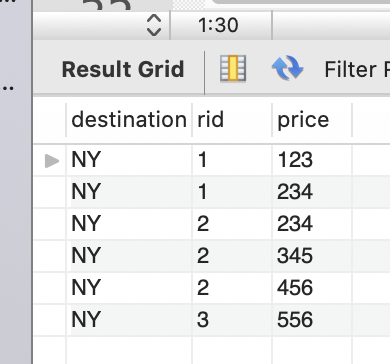 1:30
Result Grid Filter
destination rid price
NY 1 123
NY 1 234
NY 2 234
NY 2 345
NY 2 456
NY 3 556